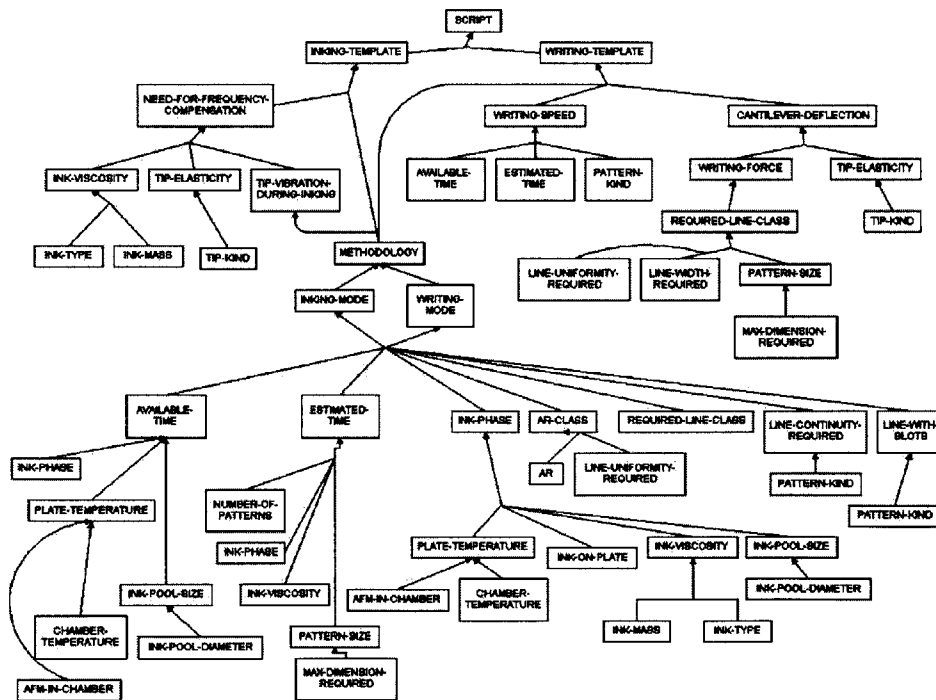 SCRIPT
INKING-TEMPLATE
WRITING-TEMPLATE
NEED-FOR-FREQUENCY-
COMPENSATION
WRITING-SPEED
CANTILEVER-DEFLECTION
INK-VISCOSITY
TIP-ELASTICITY
TIP-VIBRATION-
DURING-INKING
AVAILABLE-
TIME
ESTIMATED-
TIME
PATTERN-
KIND
WRITING-FORCE
TIP-ELASTICITY
REQUIRED-LINE-CLASS
TIP-KIND
INK-TYPE
INK-MASS
TIP-KIND
METHODOLOGY
LINE-UNIFORMITY-
REQUIRED
LINE-WIDTH-
REQUIRED
PATTERN-SIZE
INKING-MODE
WRITING-
MODE
MAX-DIMENSION-
REQUIRED
AVAILABLE-
TIME
ESTIMATED-
TIME
INK-PHASE
AR-CLASS
REQUIRED-LINE-CLASS
LINE-CONTINUITY-
REQUIRED
LINE-WITH-
BLOTS
INK-PHASE
AR
LINE-UNIFORMITY-
REQUIRED
PATTERN-KIND
PLATE-TEMPERATURE
NUMBER-OF-
PATTERNS
PATTERN-KIND
INK-PHASE
PLATE-TEMPERATURE
INK-ON-PLATE
INK-VISCOSITY
INK-POOL-SIZE
INK-POOL-SIZE
INK-VISCOSITY
AFM-IN-CHAMBER
CHAMBER-
TEMPERATURE
INK-POOL-DIAMETER
CHAMBER-
TEMPERATURE
INK-POOL-DIAMETER
PATTERN-SIZE
INK-MASS
INK-TYPE
MAX-DIMENSION-
REQUIRED
AFM-IN-CHAMBER